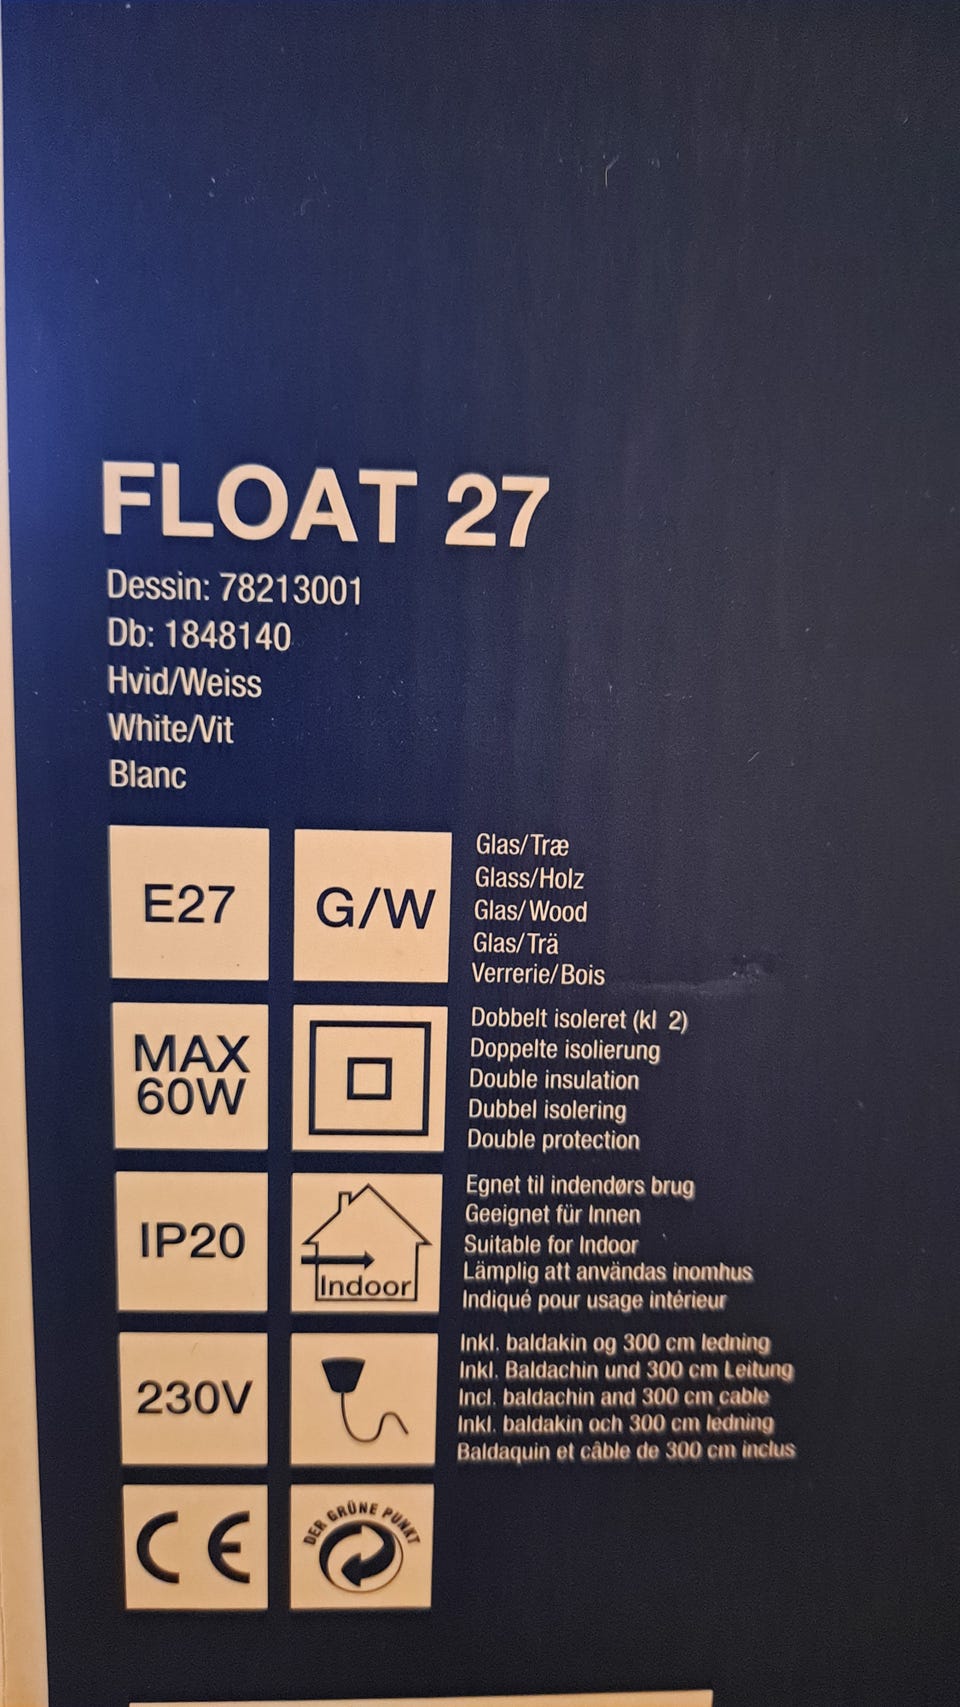 FLOAT 27
Dessin: 78213001
Db: 1848140
Hvid/Weiss
White/Vit
Blanc
E27
G/W
Glas/Træ
Glass/Holz
Glas/Wood
Glas/Trä
Verrerie/Bois
MAX
60W
Dobbelt isoleret (kl 2)
Doppelte isolierung
Double insulation
Dubbel isolering
Double protection
IP20
Indoor
Egnet til indendørs brug
Geeignet für Innen
Suitable for Indoor
Lämplig att användas inomhus
Indiqué pour usage intérieur
230V
Inkl. baldakin og 300 cm ledning
Inkl. Baldachin und 300 cm Leitung
Incl. baldachin and 300 cm cable
Inkl. baldakin och 300 cm ledning
Baldaquin et câble de 300 cm inclus
CE
DER GRÜNE PUNKT